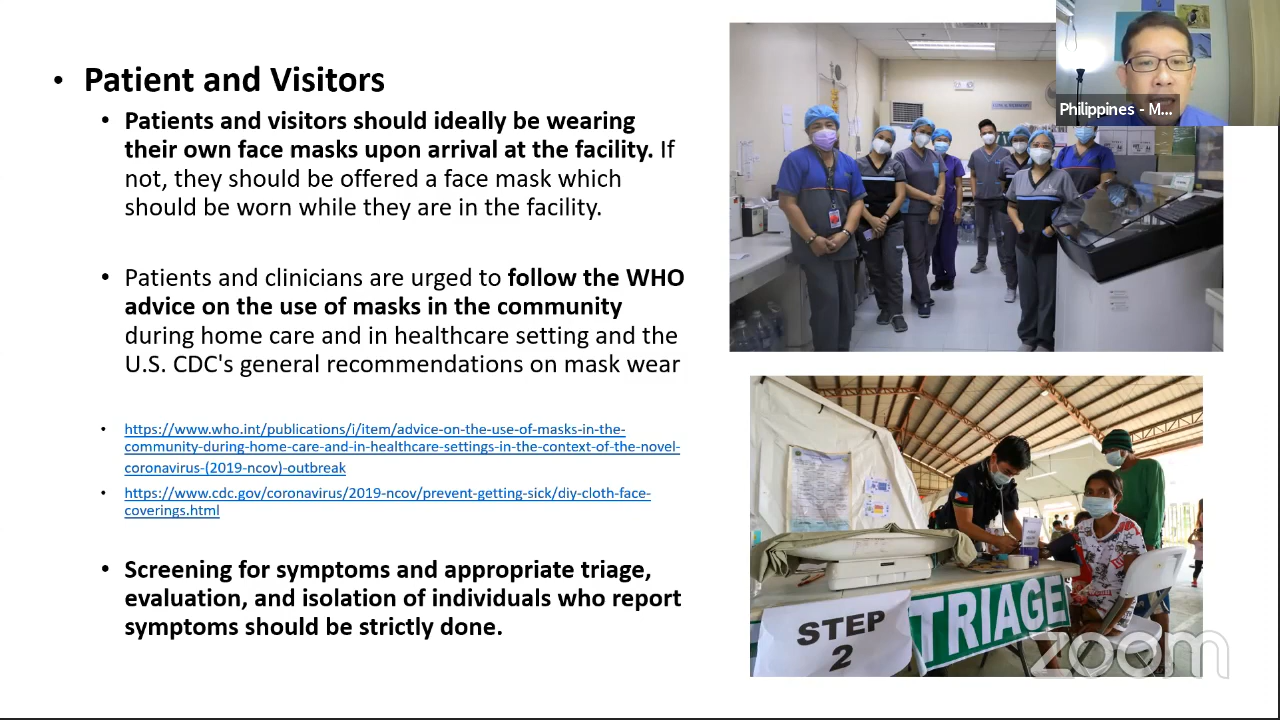 • Patient and Visitors
• Patients and visitors should ideally be wearing
their own face masks upon arrival at the facility. If
not, they should be offered a face mask which
should be worn while they are in the facility.
• Patients and clinicians are urged to follow the WHO
advice on the use of masks in the community
during home care and in healthcare setting and the
U.S. CDC's general recommendations on mask wear
• https://www.who.int/publications/i/item/advice-on-the-use-of-masks-in-the-
community-during-home-care-and-in-healthcare-settings-in-the-context-of-the-novel-
coronavirus-(2019-ncov)-outbreak
• https://www.cdc.gov/coronavirus/2019-ncov/prevent-getting-sick/diy-cloth-face-
coverings.html
• Screening for symptoms and appropriate triage,
evaluation, and isolation of individuals who report
symptoms should be strictly done.
Philippines - M...
STEP
2
TRIAGE
zoom